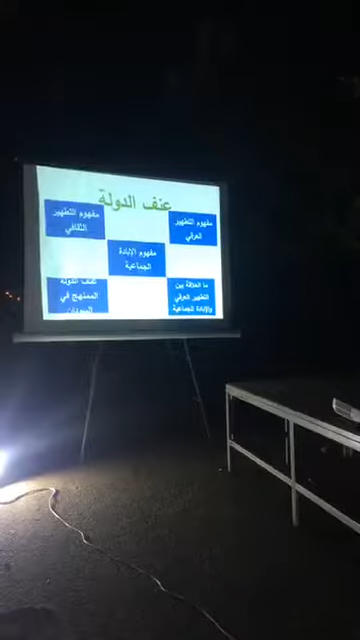 عنف الدولة
مفهوم التطهير
العرقي
مفهوم التطهير
الثقافي
مفهوم الإبادة
الجماعية
ما العلاقة بين
التطهير العرقي
والإبادة الجماعية
عنف الدولة
الممنهج في
السودان